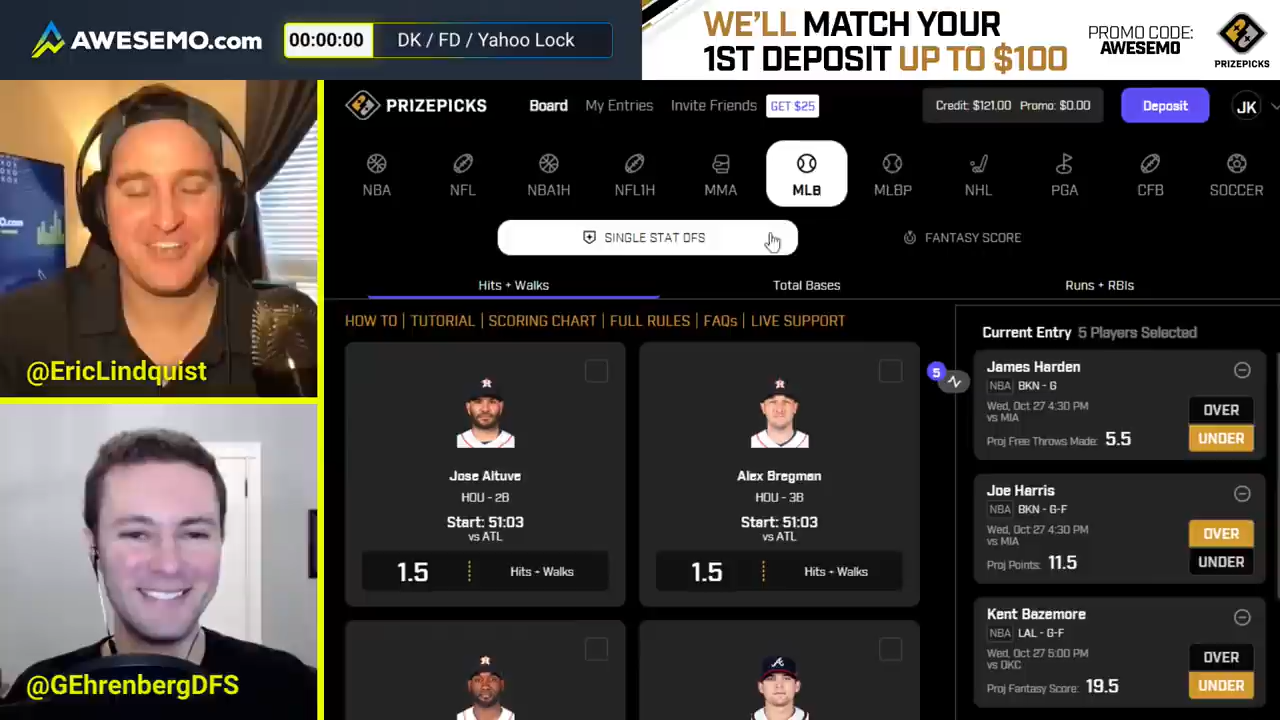 AWESEMO.com
00:00:00
DK / FD / Yahoo Lock
WE'LL MATCH YOUR
1ST DEPOSIT UP TO $100
PROMO CODE:
AWESEMO
PRIZEPICKS
PRIZEPICKS
Board
My Entries
Invite Friends
GET $25
Credit: $121.00 Promo: $0.00
Deposit
JK
NBA
NFL
NBA1H
NFL1H
MMA
MLB
MLBP
NHL
PGA
CFB
SOCCER
SINGLE STAT DFS
FANTASY SCORE
Hits + Walks
Total Bases
Runs + RBIs
HOW TO | TUTORIAL | SCORING CHART | FULL RULES | FAQs | LIVE SUPPORT
Jose Altuve
HOU - 2B
Start: 51:03
vs ATL
1.5
Hits + Walks
Alex Bregman
HOU - 3B
Start: 51:03
vs ATL
1.5
Hits + Walks
Current Entry 5 Players Selected
5
James Harden
NBA BKN - G
Wed, Oct 27 4:30 PM
vs MIA
Proj Free Throws Made: 5.5
OVER
UNDER
Joe Harris
NBA BKN - G-F
Wed, Oct 27 4:30 PM
vs MIA
Proj Points: 11.5
OVER
UNDER
Kent Bazemore
NBA LAL - G-F
Wed, Oct 27 5:00 PM
vs OKC
Proj Fantasy Score: 19.5
OVER
UNDER
@EricLindquist
@GEhrenbergDFS